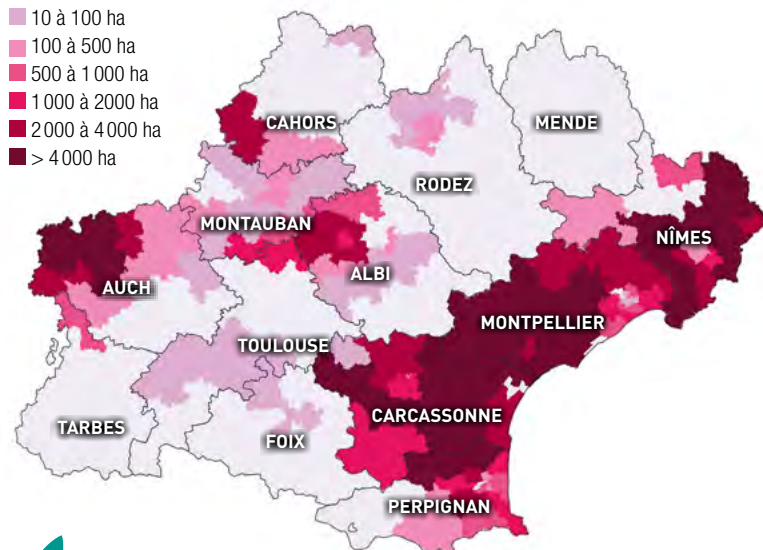 10 à 100 ha
100 à 500 ha
500 à 1 000 ha
1 000 à 2000 ha
2 000 à 4 000 ha
> 4 000 ha
CAHORS
MENDE
RODEZ
MONTAUBAN
NÎMES
ALBI
AUCH
MONTPELLIER
TOULOUSE
CARCASSONNE
TARBES
FOIX
PERPIGNAN